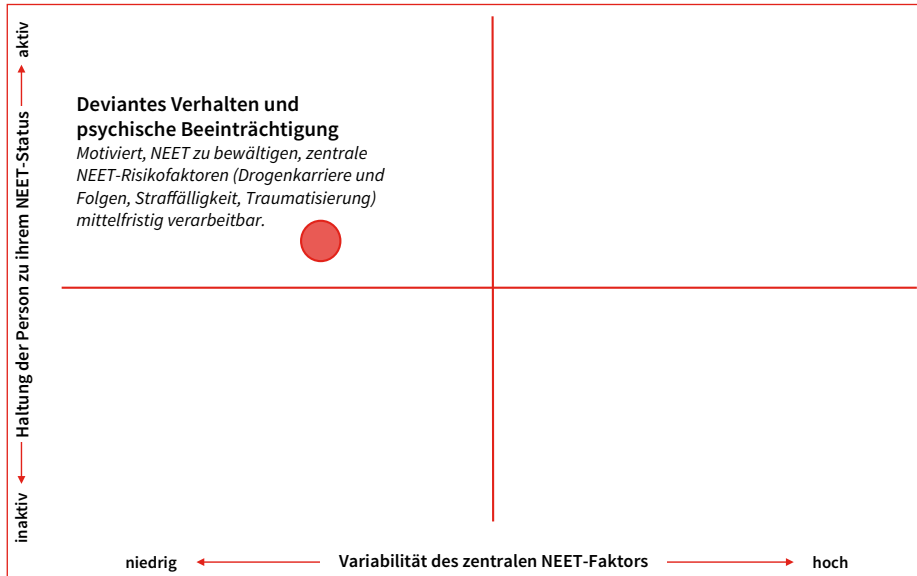 Deviantes Verhalten und
psychische Beeinträchtigung
Motiviert, NEET zu bewältigen, zentrale
NEET-Risikofaktoren (Drogenkarriere und
Folgen, Straffälligkeit, Traumatisierung)
mittelfristig verarbeitbar.
inaktiv
Haltung der Person zu ihrem NEET-Status
aktiv
niedrig
Variabilität des zentralen NEET-Faktors
hoch